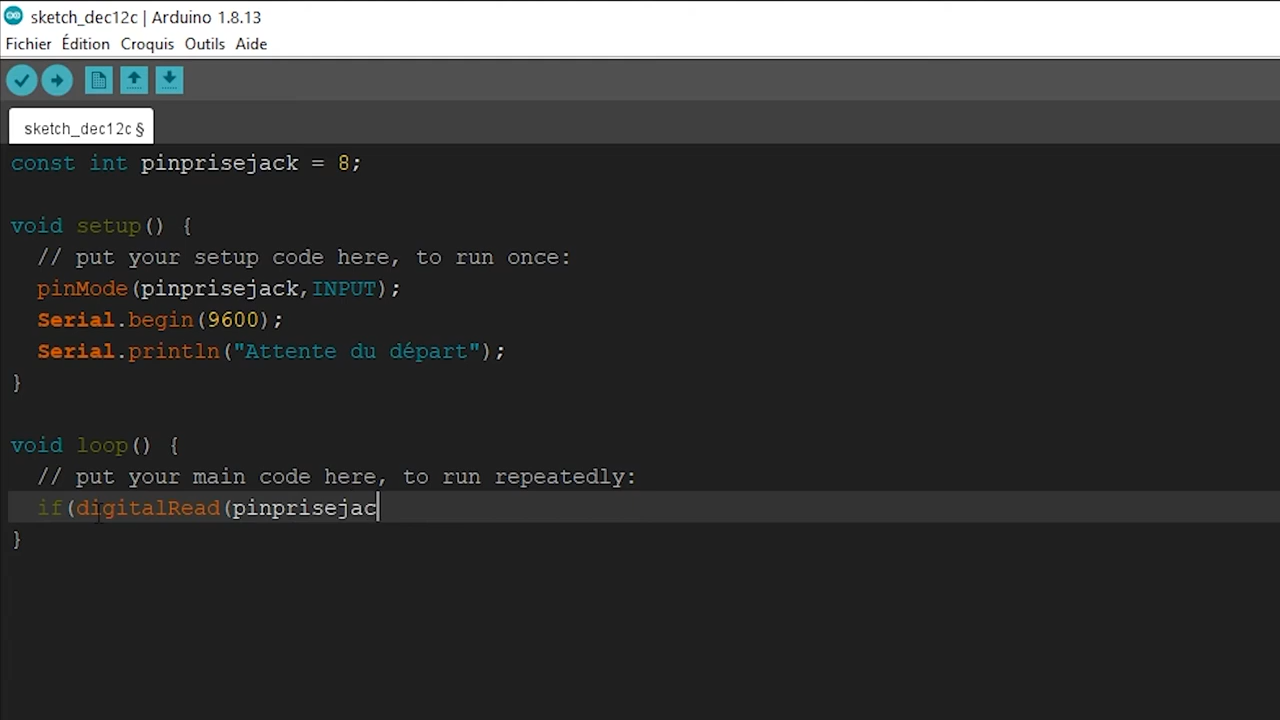 sketch_dec12c | Arduino 1.8.13
Fichier Édition Croquis Outils Aide
sketch_dec12c §
const int pinprisejack = 8;
void setup() {
// put your setup code here, to run once:
pinMode(pinprisejack,INPUT);
Serial.begin(9600);
Serial.println("Attente du départ");
}
void loop() {
// put your main code here, to run repeatedly:
if(digitalRead(pinprisejac
}